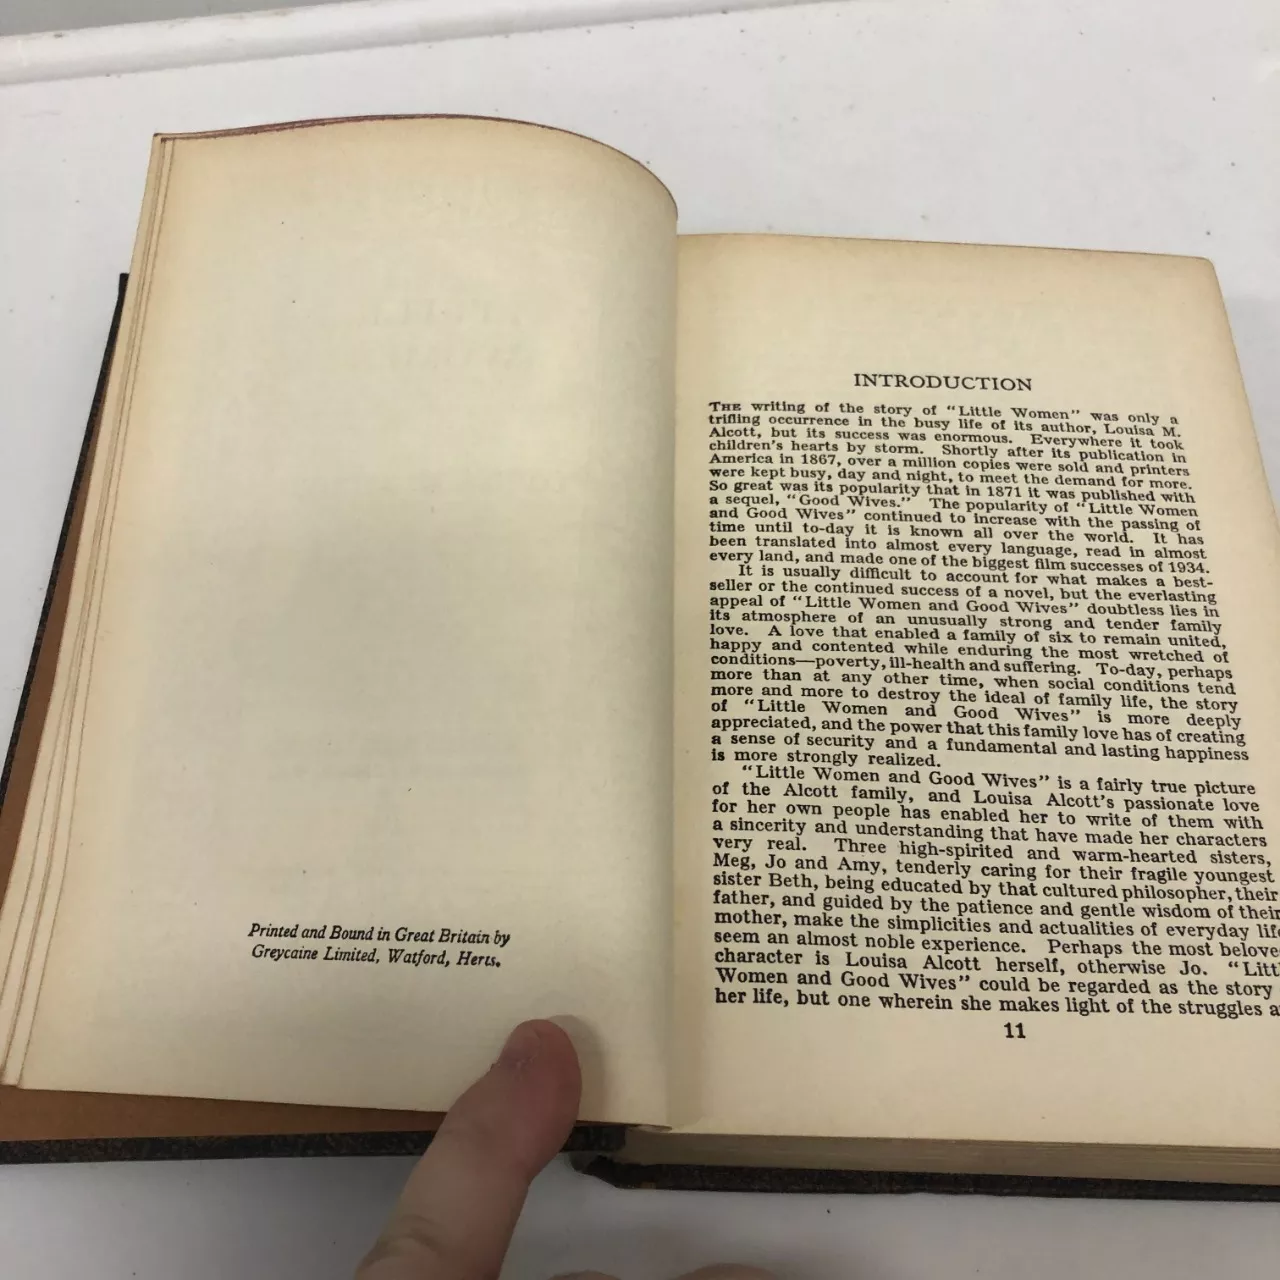 Printed and Bound in Great Britain by
Greycaine Limited, Watford, Herts.
INTRODUCTION
THE writing of the story of "Little Women" was only a
trifling occurrence in the busy life of its author, Louisa M.
Alcott, but its success was enormous. Everywhere it took
children's hearts by storm. Shortly after its publication in
America in 1867, over a million copies were sold and printers
were kept busy, day and night, to meet the demand for more.
So great was its popularity that in 1871 it was published with
a sequel, "Good Wives." The popularity of "Little Women
and Good Wives" continued to increase with the passing of
time until to-day it is known all over the world. It has
been translated into almost every language, read in almost
every land, and made one of the biggest film successes of 1934.
It is usually difficult to account for what makes a best-
seller or the continued success of a novel, but the everlasting
appeal of "Little Women and Good Wives" doubtless lies in
its atmosphere of an unusually strong and tender family
love. A love that enabled a family of six to remain united,
happy and contented while enduring the most wretched of
conditions—poverty, ill-health and suffering. To-day, perhaps
more than at any other time, when social conditions tend
more and more to destroy the ideal of family life, the story
of "Little Women and Good Wives" is more deeply
appreciated, and the power that this family love has of creating
a sense of security and a fundamental and lasting happiness
is more strongly realized.
"Little Women and Good Wives" is a fairly true picture
of the Alcott family, and Louisa Alcott's passionate love
for her own people has enabled her to write of them with
a sincerity and understanding that have made her characters
very real. Three high-spirited and warm-hearted sisters,
Meg, Jo and Amy, tenderly caring for their fragile youngest
sister Beth, being educated by that cultured philosopher, their
father, and guided by the patience and gentle wisdom of their
mother, make the simplicities and actualities of everyday
seem an almost noble experience. Perhaps the most
character is Louisa Alcott herself, otherwise Jo.
Women and Good Wives" could be regarded as the story
her life, but one wherein she makes light of the struggles
11